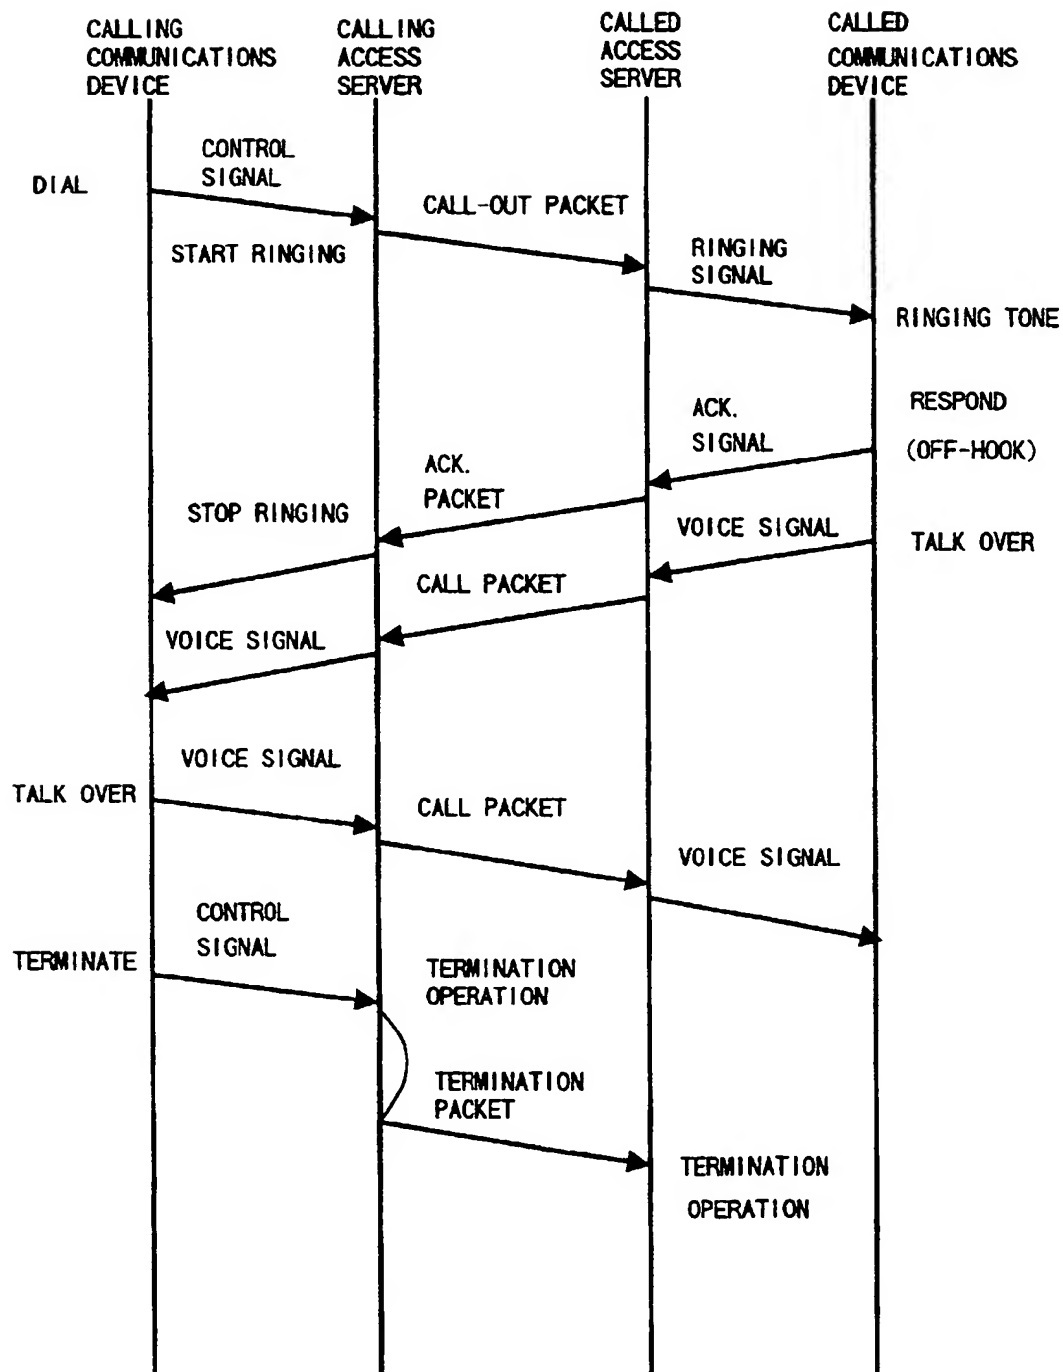 CALLING
COMMUNICATIONS
DEVICE
CALLING
ACCESS
SERVER
CALLED
ACCESS
SERVER
CALLED
COMMUNICATIONS
DEVICE
DIAL
CONTROL
SIGNAL
CALL-OUT PACKET
START RINGING
RINGING
SIGNAL
RINGING TONE
RESPOND
(OFF-HOOK)
ACK.
SIGNAL
ACK.
PACKET
STOP RINGING
VOICE SIGNAL
TALK OVER
CALL PACKET
VOICE SIGNAL
VOICE SIGNAL
TALK OVER
CALL PACKET
VOICE SIGNAL
CONTROL
SIGNAL
TERMINATE
TERMINATION
OPERATION
TERMINATION
PACKET
TERMINATION
OPERATION